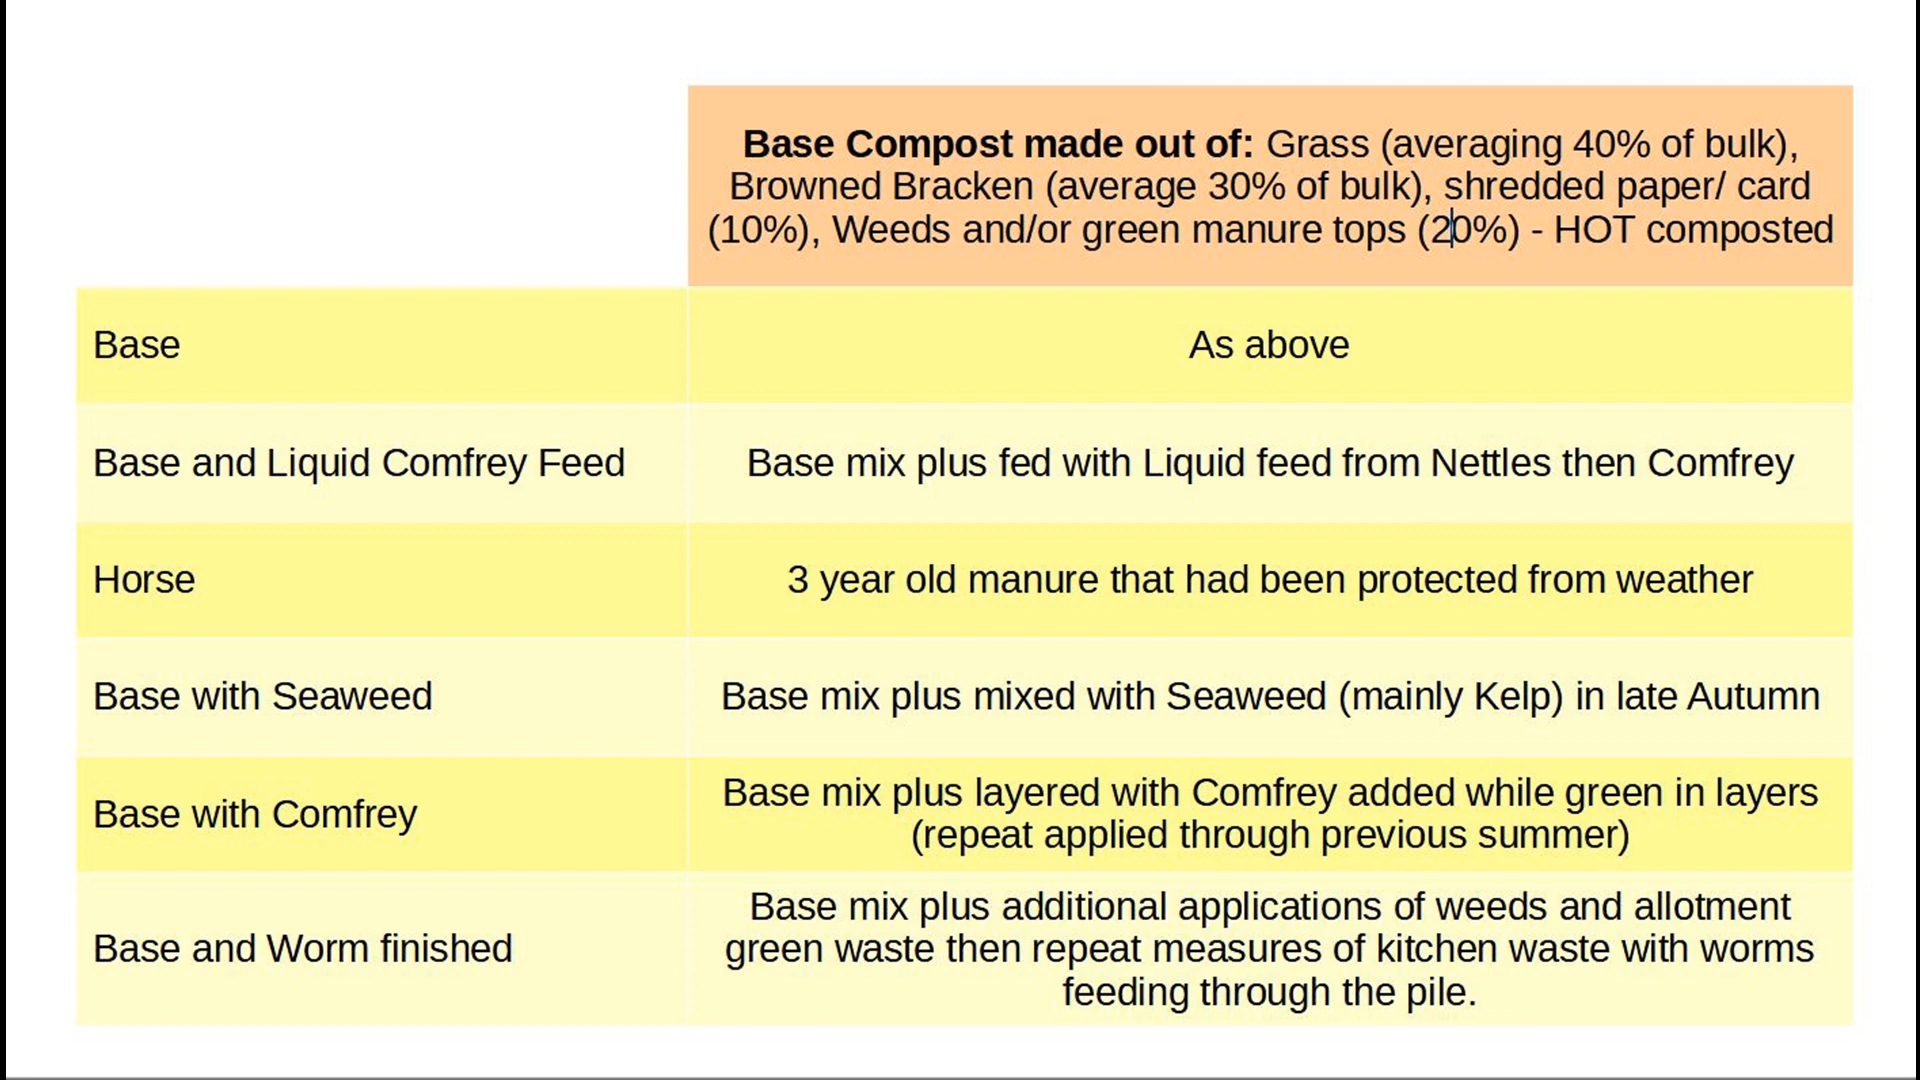 Base Compost made out of: Grass (averaging 40% of bulk),
Browned Bracken (average 30% of bulk), shredded paper/ card
(10%), Weeds and/or green manure tops (20%) - HOT composted
Base
As above
Base and Liquid Comfrey Feed
Base mix plus fed with Liquid feed from Nettles then Comfrey
Horse
3 year old manure that had been protected from weather
Base with Seaweed
Base mix plus mixed with Seaweed (mainly Kelp) in late Autumn
Base with Comfrey
Base mix plus layered with Comfrey added while green in layers
(repeat applied through previous summer)
Base and Worm finished
Base mix plus additional applications of weeds and allotment
green waste then repeat measures of kitchen waste with worms
feeding through the pile.